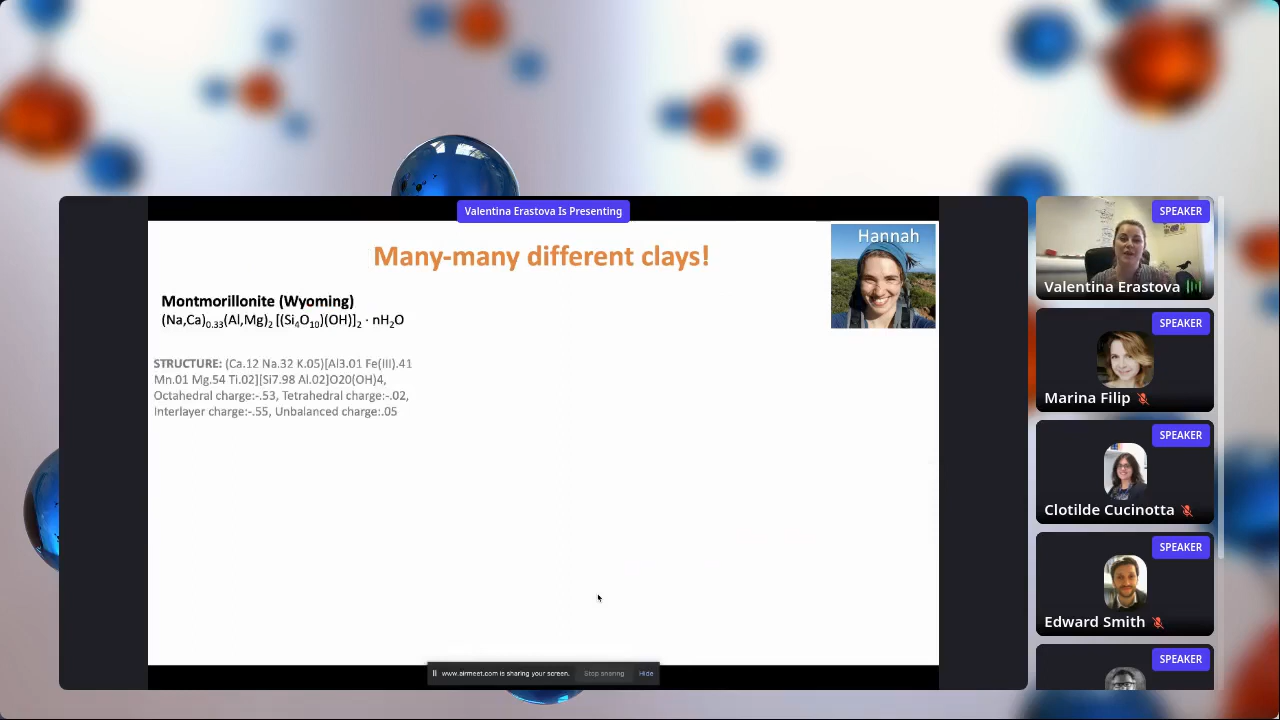 Valentina Erastova Is Presenting
Many-many different clays!
Hannah
Montmorillonite (Wyoming)
(Na,Ca)0.33(Al,Mg)2 [(Si4O10)(OH)]2 · nH2O
STRUCTURE: (Ca.12 Na.32 K.05)[Al3.01 Fe(III).41
Mn.01 Mg.54 Ti.02][Si7.98 Al.02]O20(OH)4,
Octahedral charge:-.53, Tetrahedral charge:-.02,
Interlayer charge:-.55, Unbalanced charge:.05
www.airmeet.com is sharing your screen.
Stop sharing
Hide
SPEAKER
Valentina Erastova
SPEAKER
Marina Filip
SPEAKER
Clotilde Cucinotta
SPEAKER
Edward Smith
SPEAKER